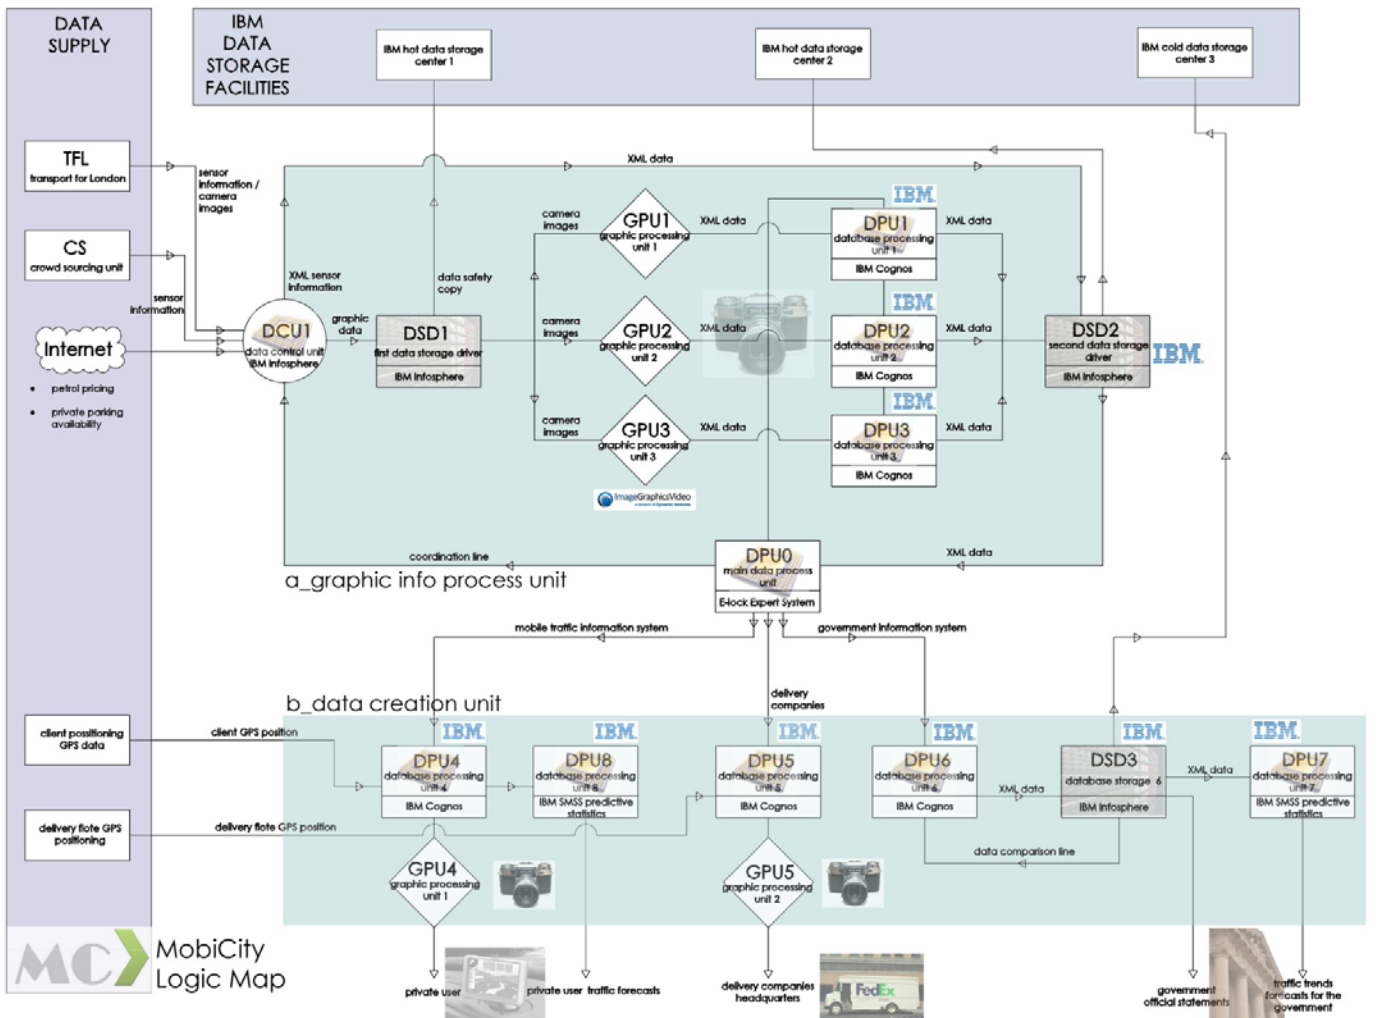 DATA
SUPPLY
IBM
DATA
STORAGE
FACILITIES
IBM hot data storage
center 1
IBM hot data storage
center 2
IBM cold data storage
center 3
TFL
transport for London
sensor
information /
camera
images
XML data
CS
crowd sourcing unit
sensor
information
Internet
• petrol pricing
• private parking
availability
XML sensor
information
DCU1
data control unit
IBM Infosphere
graphic
data
data safety
copy
DSD1
first data storage driver
IBM Infosphere
camera
images
GPU1
graphic processing
unit 1
XML data
IBM.
DPU1
database processing
unit 1
IBM Cognos
XML data
camera
images
GPU2
graphic processing
unit 2
XML data
IBM.
DPU2
database processing
unit 2
IBM Cognos
XML data
camera
images
GPU3
graphic processing
unit 3
XML data
IBM.
DPU3
database processing
unit 3
IBM Cognos
XML data
DSD2
second data storage
driver
IBM Infosphere
IBM.
ImageGraphicsVideo
a division of Dynamic Ventures
coordination line
XML data
DPU0
main data process
unit
E-lock Expert System
a_graphic info process unit
mobile traffic information system
government information system
delivery
companies
b_data creation unit
client possitioning
GPS data
client GPS position
IBM.
DPU4
database processing
unit 4
IBM Cognos
IBM.
DPU8
database processing
unit 8
IBM SMSS predictive
statistics
IBM.
DPU5
database processing
unit 5
IBM Cognos
IBM.
DPU6
database processing
unit 6
IBM Cognos
XML data
IBM.
DSD3
database storage 6
IBM Infosphere
XML data
IBM.
DPU7
database processing
unit 7
IBM SMSS predictive
statistics
delivery flote GPS
positioning
delivery flote GPS position
data comparison line
GPU4
graphic processing
unit 1
GPU5
graphic processing
unit 2
MC
MobiCity
Logic Map
private user
private user traffic forecasts
delivery companies
headquarters
FedEx
government
official statements
traffic trends
forecasts for the
government